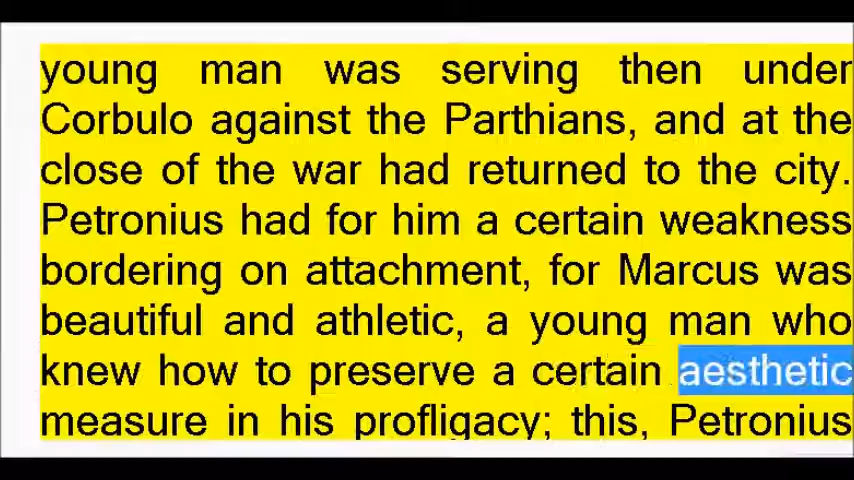 young man was serving then under
Corbulo against the Parthians, and at the
close of the war had returned to the city.
Petronius had for him a certain weakness
bordering on attachment, for Marcus was
beautiful and athletic, a young man who
knew how to preserve a certain aesthetic
measure in his profligacy; this, Petronius